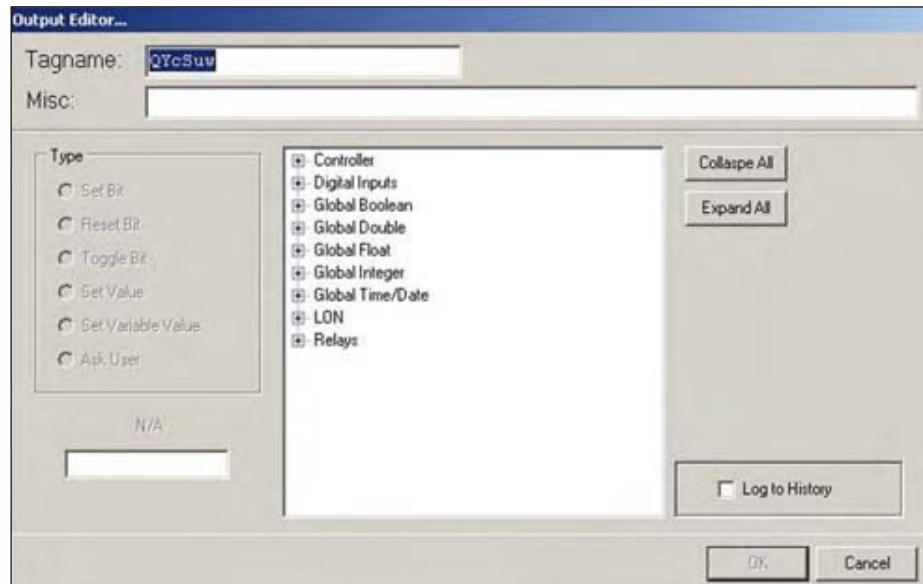 Output Editor...
Tagname: QYcSuw
Misc:
Type
Set Bit
Reset Bit
Toggle Bit
Set Value
Set Variable Value
Ask User
N/A
Controller
Digital Inputs
Global Boolean
Global Double
Global Float
Global Integer
Global Time/Date
LON
Relays
Collaspe All
Expand All
Log to History
OK
Cancel